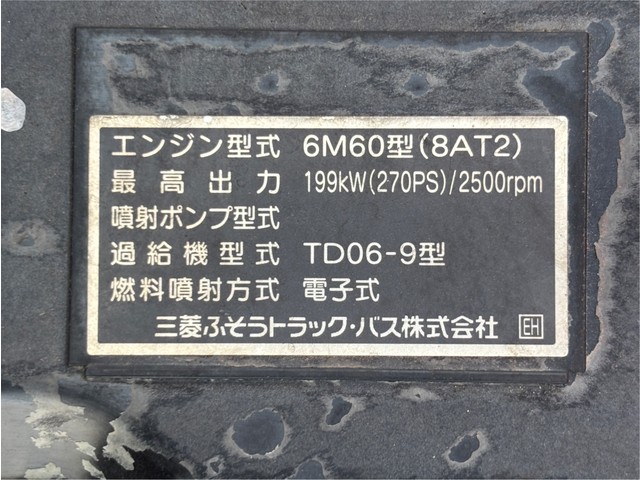 エンジン型式 6M60型(8AT2)
最高出力 199kW(270PS)/2500rpm
噴射ポンプ型式
過給機型式 TD06-9型
燃料噴射方式 電子式
三菱ふそうトラック・バス株式会社 EH